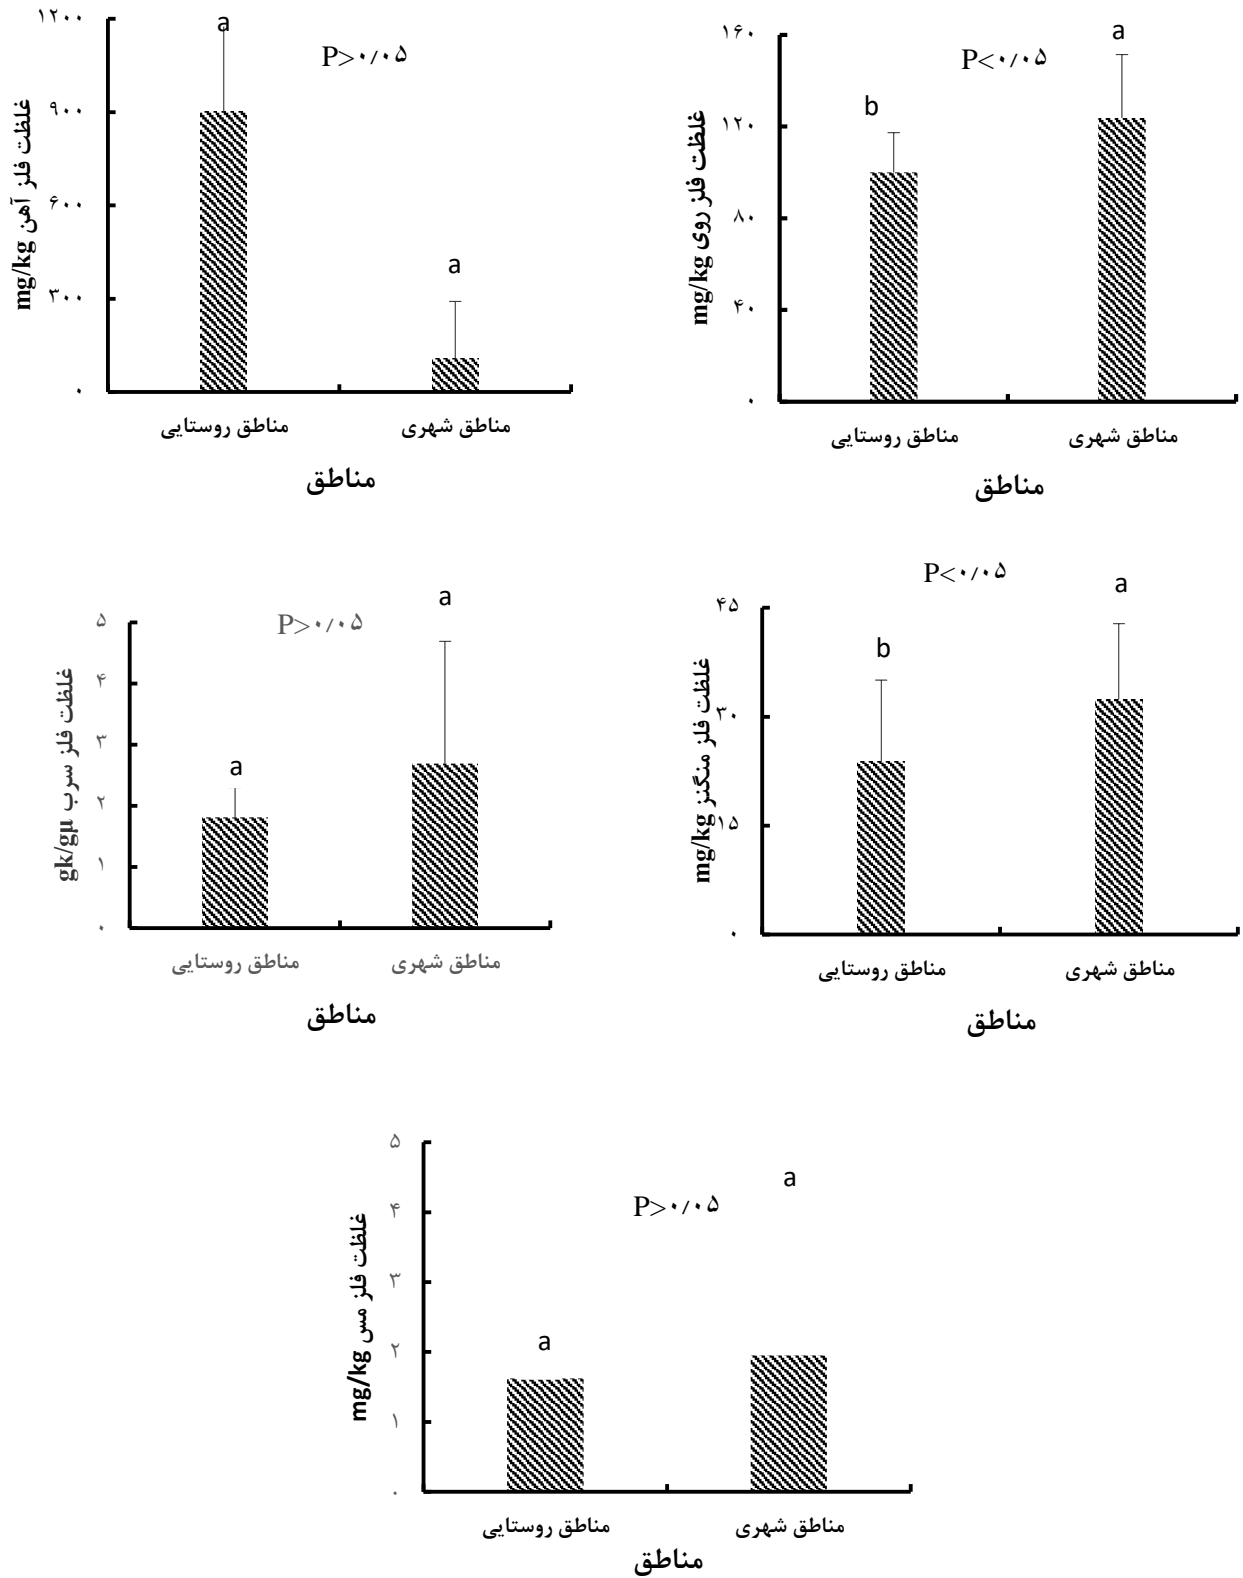 غلظت فلز آهن mg/kg
۱۲۰۰
۹۰۰
۶۰۰
۳۰۰
۰
a
P>۰/۰۵
a
مناطق روستایی
مناطق شهری
مناطق
غلظت فلز روی mg/kg
۱۶۰
۱۲۰
۸۰
۴۰
۰
b
P<۰/۰۵
a
مناطق روستایی
مناطق شهری
مناطق
غلظت فلز سرب gk/gµ
۵
۴
۳
۲
۱
۰
a
P>۰/۰۵
a
مناطق روستایی
مناطق شهری
مناطق
غلظت فلز منگنز mg/kg
۴۵
۳۰
۱۵
۰
b
P<۰/۰۵
a
مناطق روستایی
مناطق شهری
مناطق
غلظت فلز مس mg/kg
۵
۴
۳
۲
۱
۰
a
P>۰/۰۵
a
مناطق روستایی
مناطق شهری
مناطق